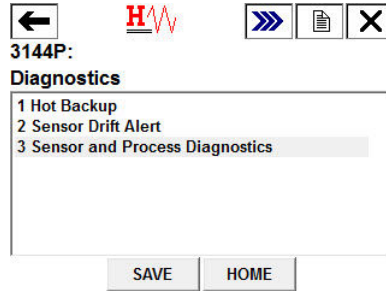 H
3144P:
Diagnostics
1 Hot Backup
2 Sensor Drift Alert
3 Sensor and Process Diagnostics
SAVE HOME